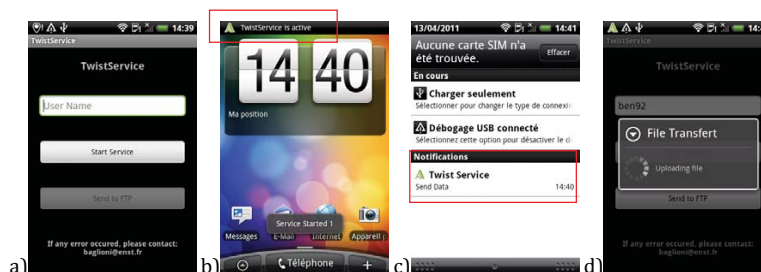 14:39
TwistService
TwistService
User Name
Start Service
Send to FTP
If any error occured, please contact:
baglioni@enst.fr
a)
TwistService is active
14 40
Ma position
Service Started 1
Messages E-Mail Internet Appareil p
Téléphone
b)
13/04/2011 14:41
Aucune carte SIM n'a
été trouvée.
Effacer
En cours
Charger seulement
Sélectionner pour changer le type de connexic
Débogage USB connecté
Sélectionnez cette option pour désactiver le d
Notifications
Twist Service
Send Data 14:40
c)
14:4
TwistService
TwistService
ben92
File Transfert
Uploading file
Send to FTP
If any error occured, please contact:
baglioni@enst.fr
d)